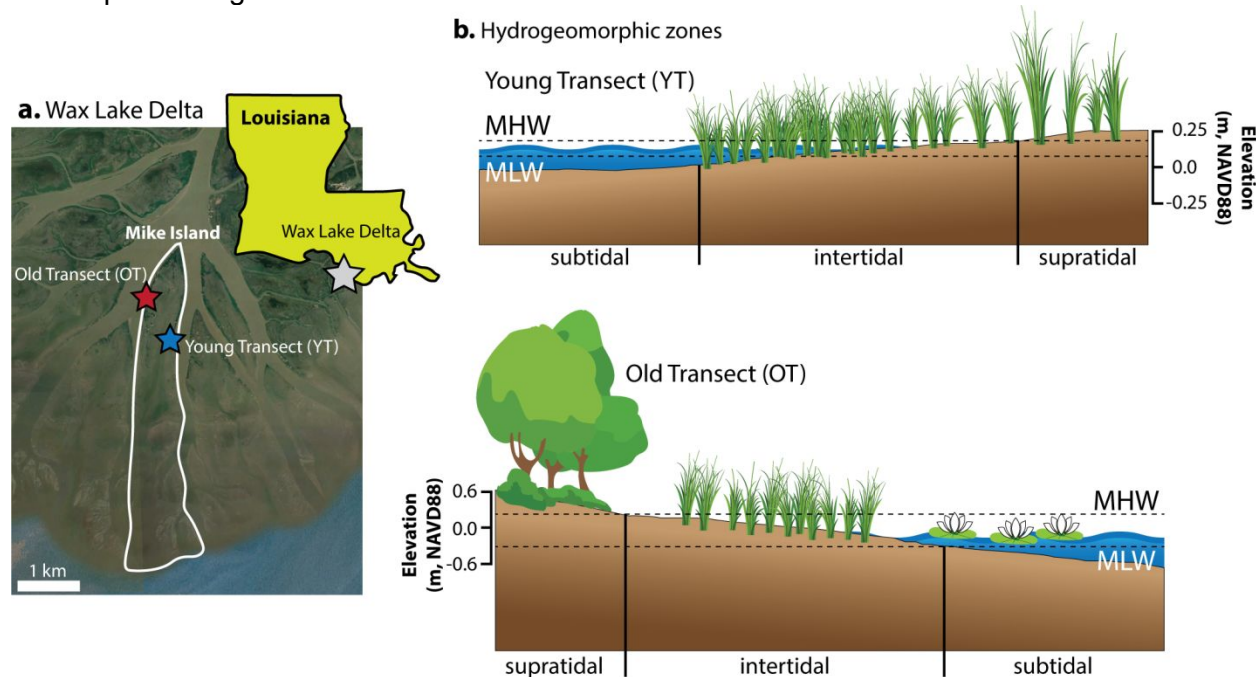 a. Wax Lake Delta
Louisiana
Wax Lake Delta
Mike Island
Old Transect (OT)
Young Transect (YT)
1 km
b. Hydrogeomorphic zones
Young Transect (YT)
MHW
MLW
0.25
0.0
-0.25
Elevation
(m, NAVD88)
subtidal
intertidal
supratidal
Old Transect (OT)
Elevation
(m, NAVD88)
0.6
0.0
-0.6
MHW
MLW
supratidal
intertidal
subtidal